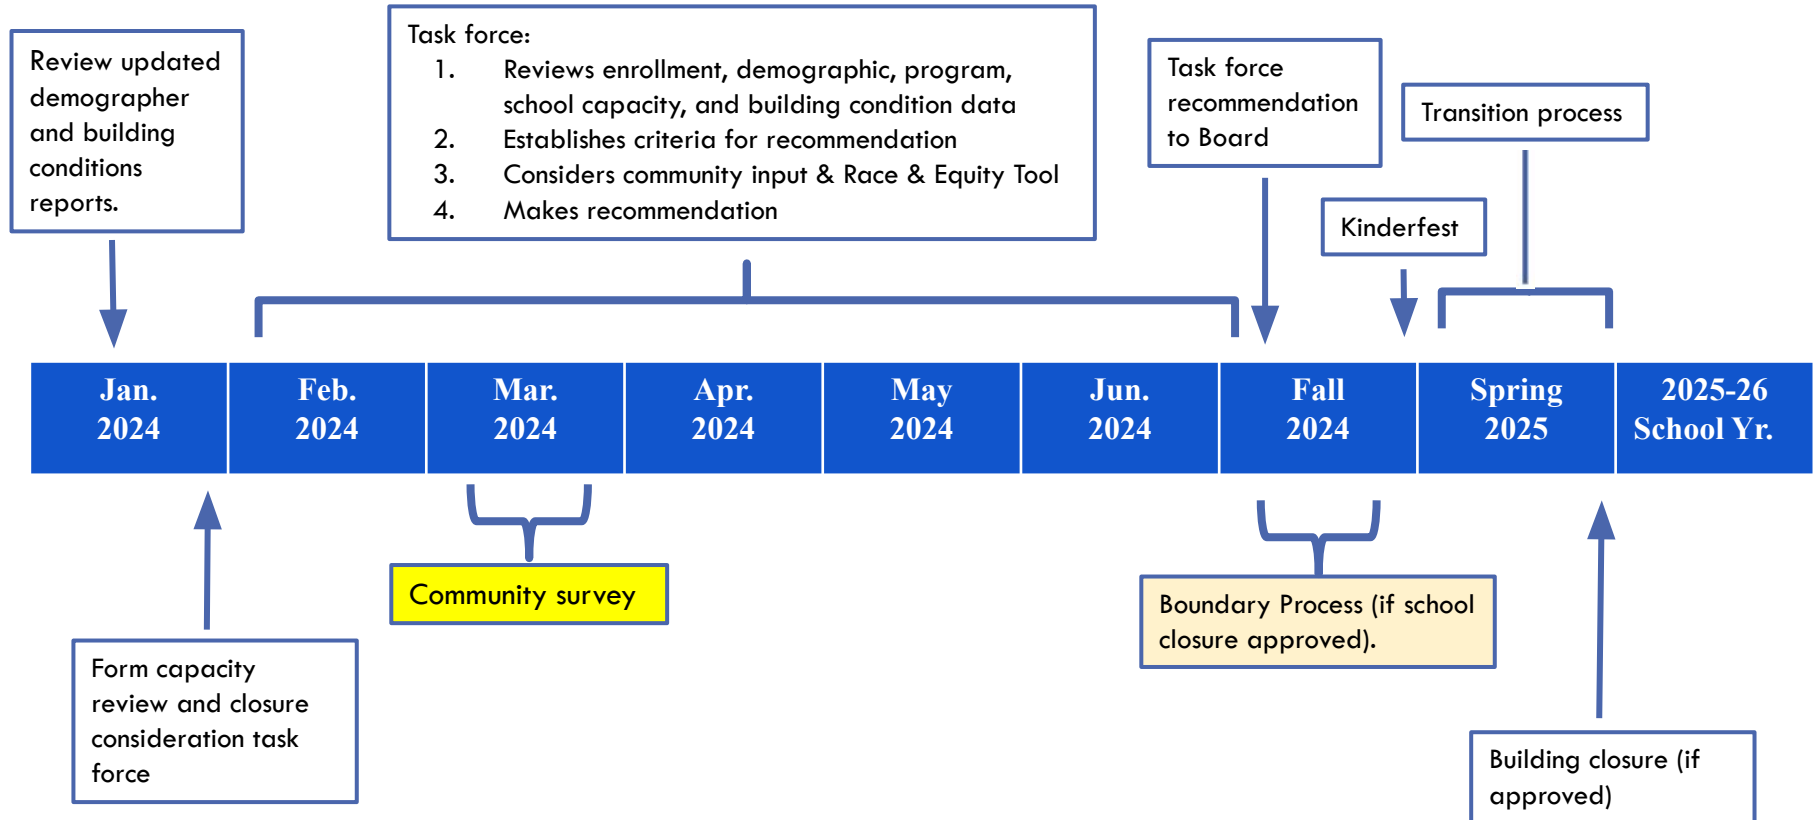 Review updated
demographer
and building
conditions
reports.
Task force:
1. Reviews enrollment, demographic, program,
school capacity, and building condition data
2. Establishes criteria for recommendation
3. Considers community input & Race & Equity Tool
4. Makes recommendation
Task force
recommendation
to Board
Transition process
Kinderfest
Jan.
2024
Feb.
2024
Mar.
2024
Apr.
2024
May
2024
Jun.
2024
Fall
2024
Spring
2025
2025-26
School Yr.
Community survey
Boundary Process (if school
closure approved).
Form capacity
review and closure
consideration task
force
Building closure (if
approved)